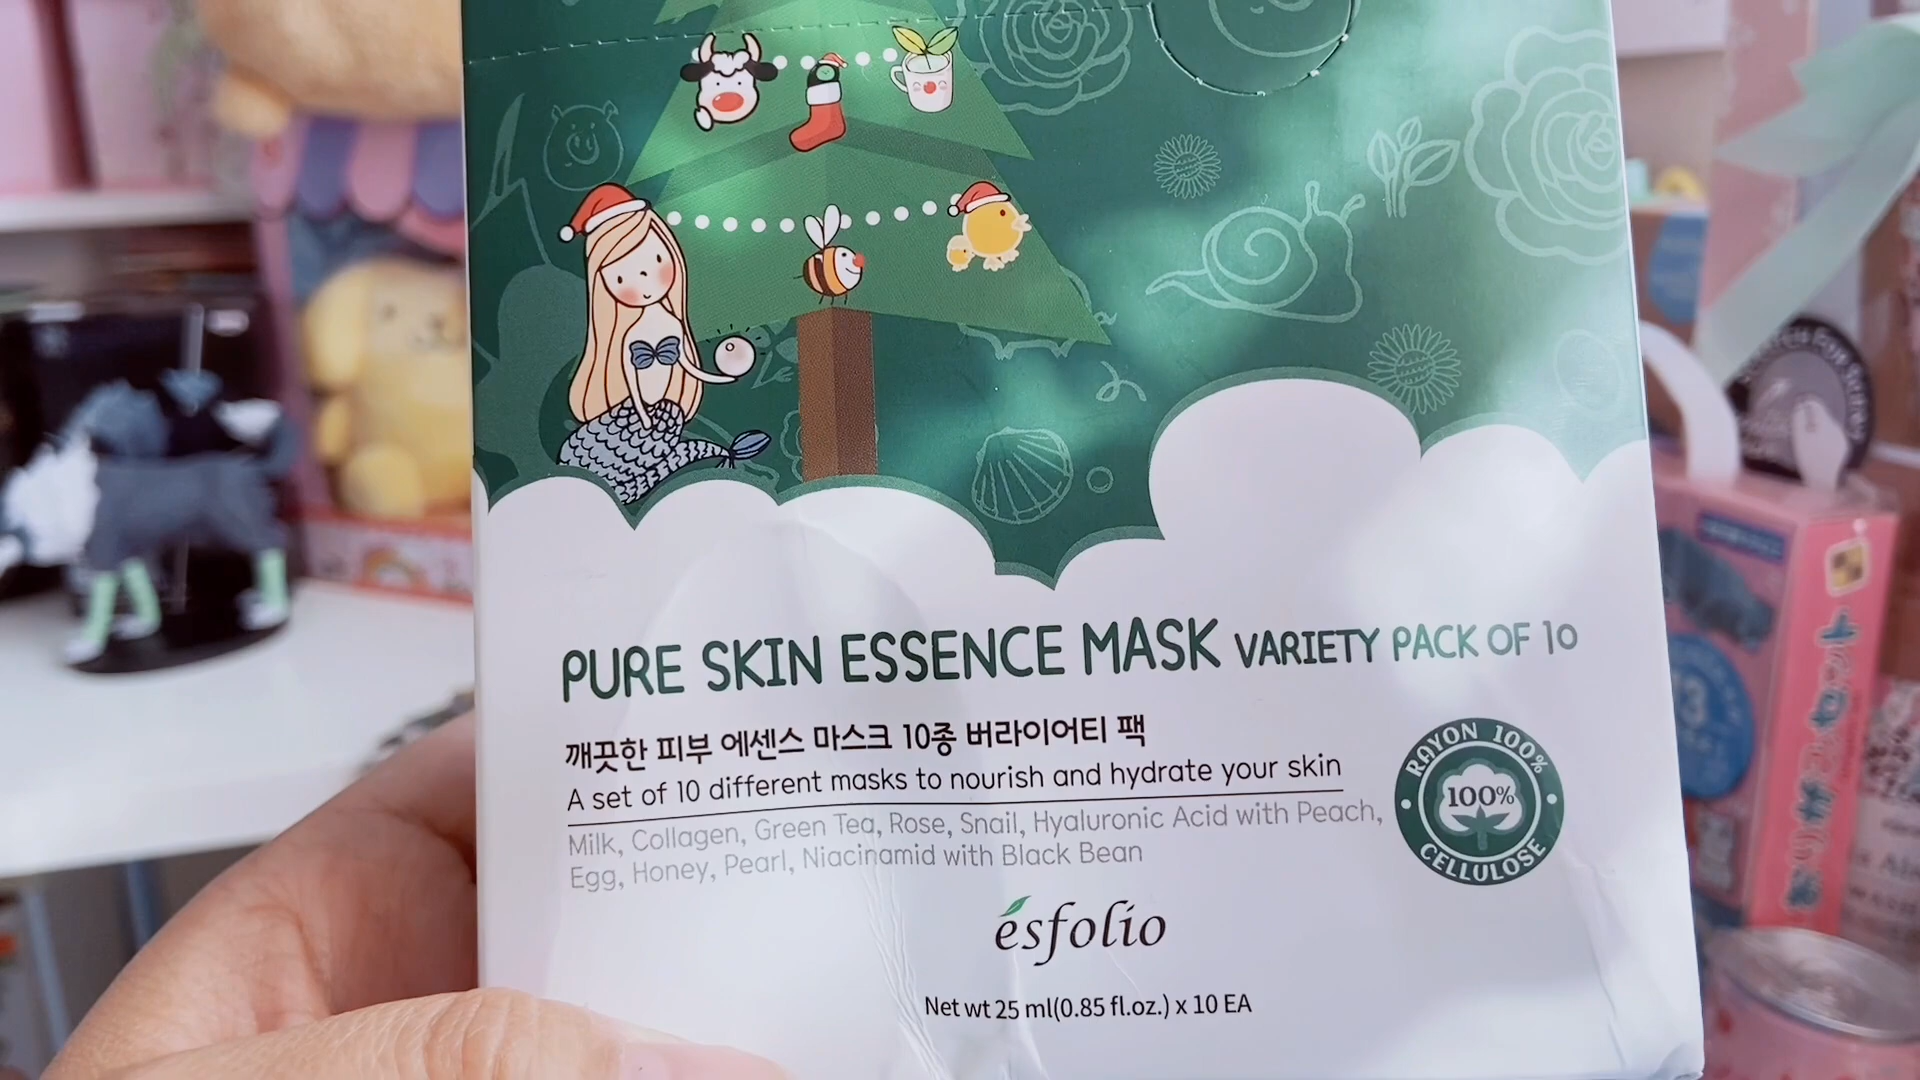 PURE SKIN ESSENCE MASK VARIETY PACK OF 10
깨끗한 피부 에센스 마스크 10종 버라이어티 팩
A set of 10 different masks to nourish and hydrate your skin
Milk, Collagen, Green Tea, Rose, Snail, Hyaluronic Acid with Peach,
Egg, Honey, Pearl, Niacinamid with Black Bean
RAYON 100%
100%
CELLULOSE
ésfolio
Net wt 25 ml(0.85 fl.oz.) x 10 EA